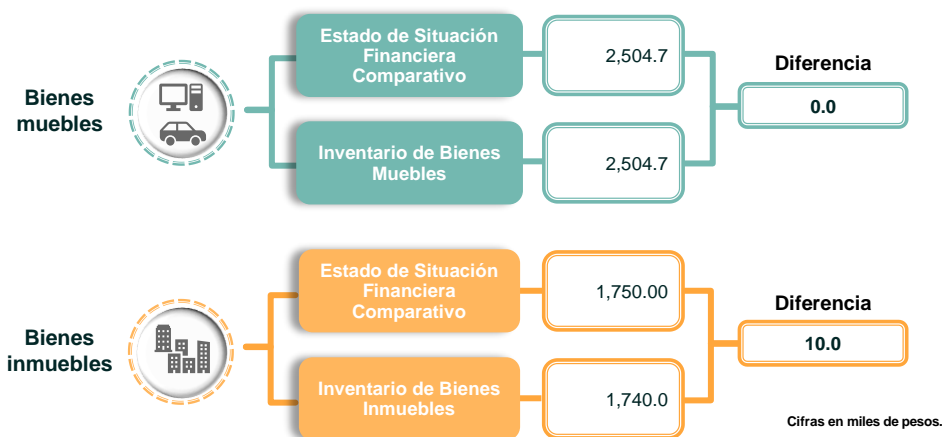 Bienes
muebles
Estado de Situación
Financiera
Comparativo
2,504.7
Inventario de Bienes
Muebles
2,504.7
Diferencia
0.0
Bienes
inmuebles
Estado de Situación
Financiera
Comparativo
1,750.00
Inventario de Bienes
Inmuebles
1,740.0
Diferencia
10.0
Cifras en miles de pesos.